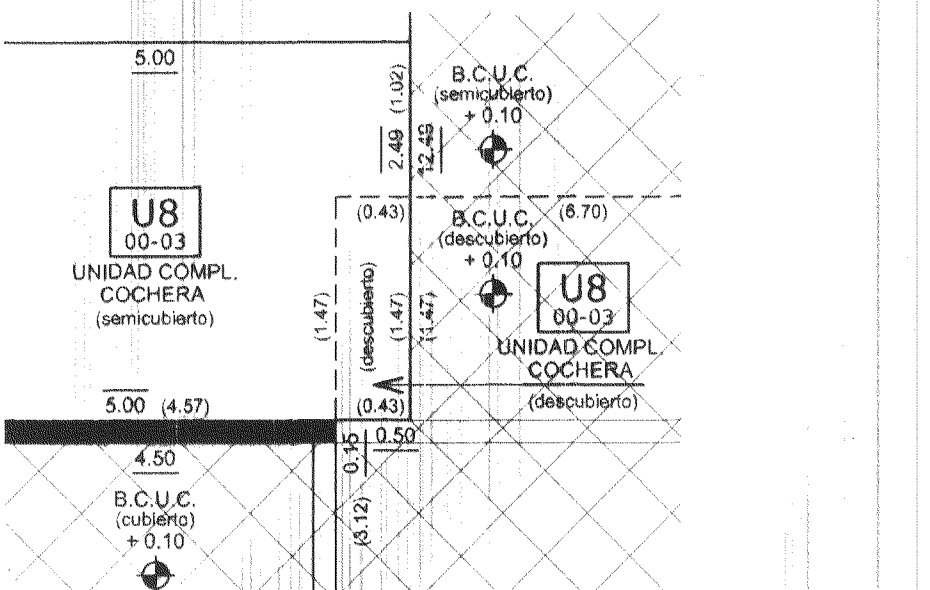 5.00
(1.02)
2.49
2.49
B.C.U.C.
(semicubierto)
+ 0.10
U8
00-03
UNIDAD COMPL.
COCHERA
(semicubierto)
(0.43)
(6.70)
B.C.U.C.
(descubierto)
+ 0.10
U8
00-03
UNIDAD COMPL.
COCHERA
(descubierto)
(1.47)
(descubierto)
(1.47)
(1.47)
5.00 (4.57)
(0.43)
0.15
0.50
4.50
B.C.U.C.
(cubierto)
+ 0.10
(3.12)